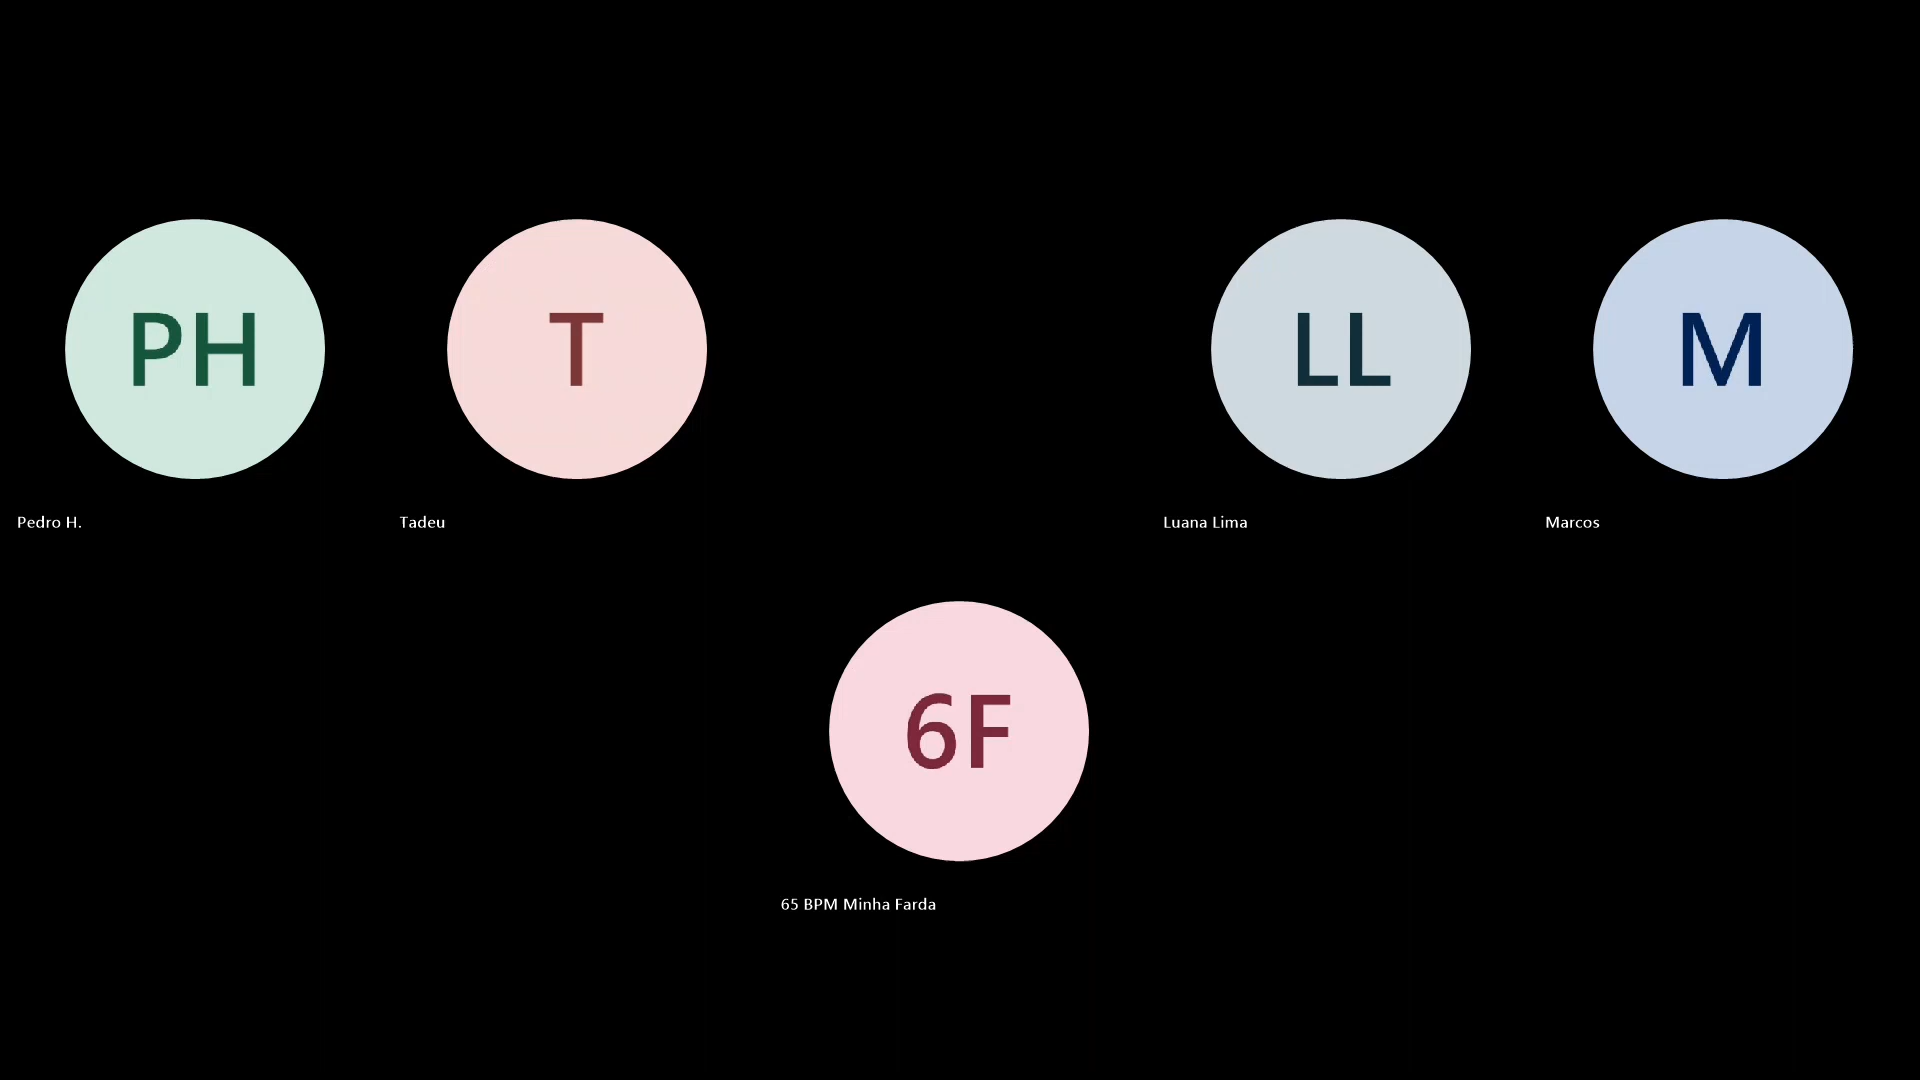 PH
T
LL
M
Pedro H.
Tadeu
Luana Lima
Marcos
6F
65 BPM Minha Farda